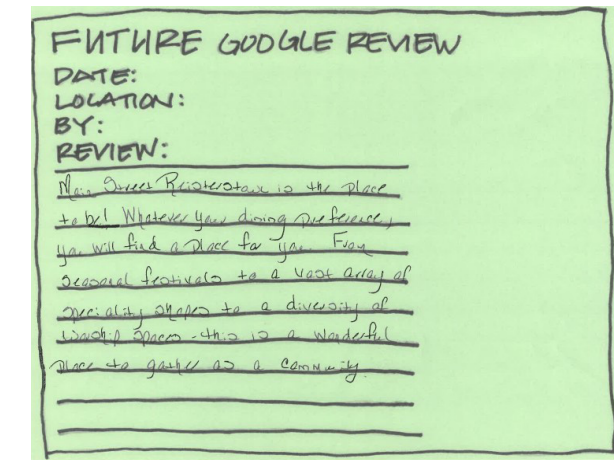 FUTURE GOOGLE REVIEW
DATE:
LOCATION:
BY:
REVIEW:
Main Street Reisterstown is the place
to be! Whatever your dining preference,
you will find a place for you. From
seasonal festivals to a vast array of
speciality shops to a diversity of
worship spaces - this is a wonderful
place to gather as a community.